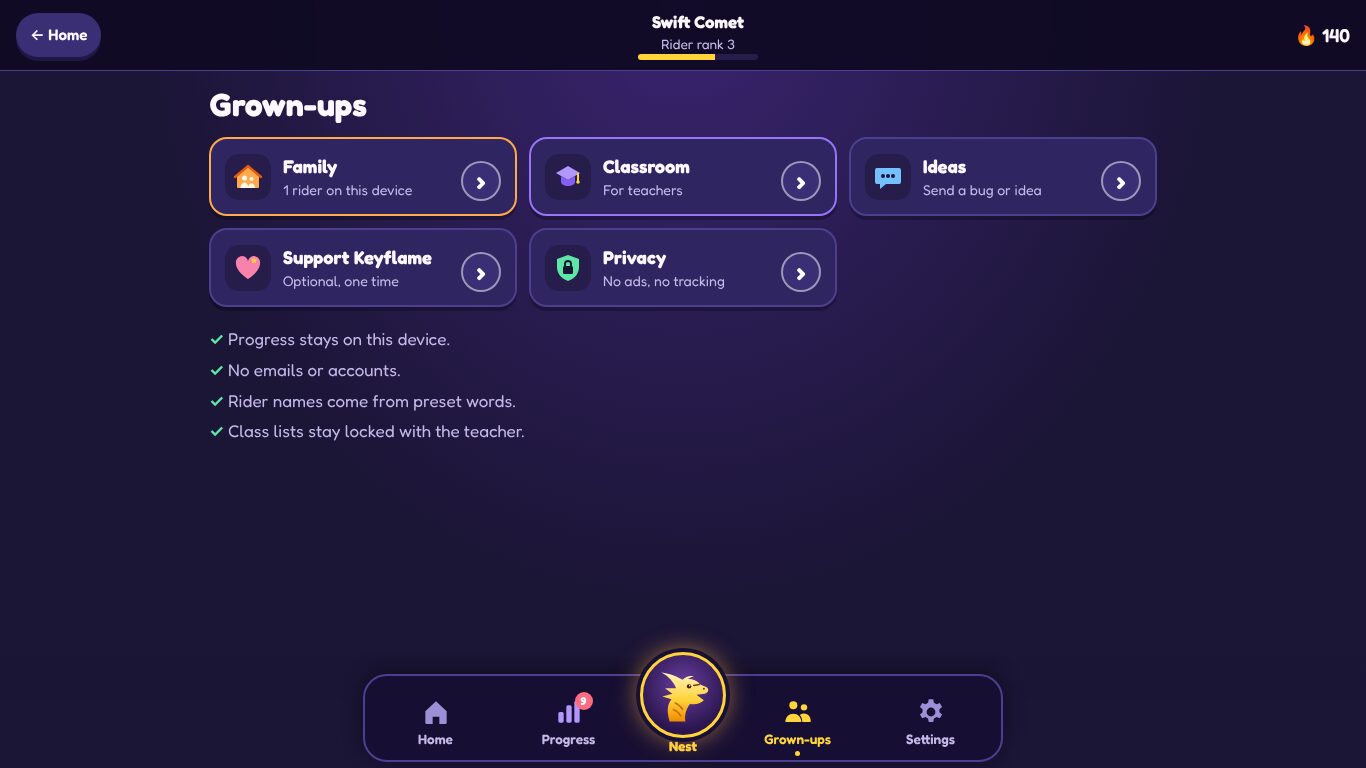 ← Home
Swift Comet
Rider rank 3
140
Grown-ups
Family
1 rider on this device
Classroom
For teachers
Ideas
Send a bug or idea
Support Keyflame
Optional, one time
Privacy
No ads, no tracking
✓ Progress stays on this device.
✓ No emails or accounts.
✓ Rider names come from preset words.
✓ Class lists stay locked with the teacher.
Home
9
Progress
Nest
Grown-ups
Settings